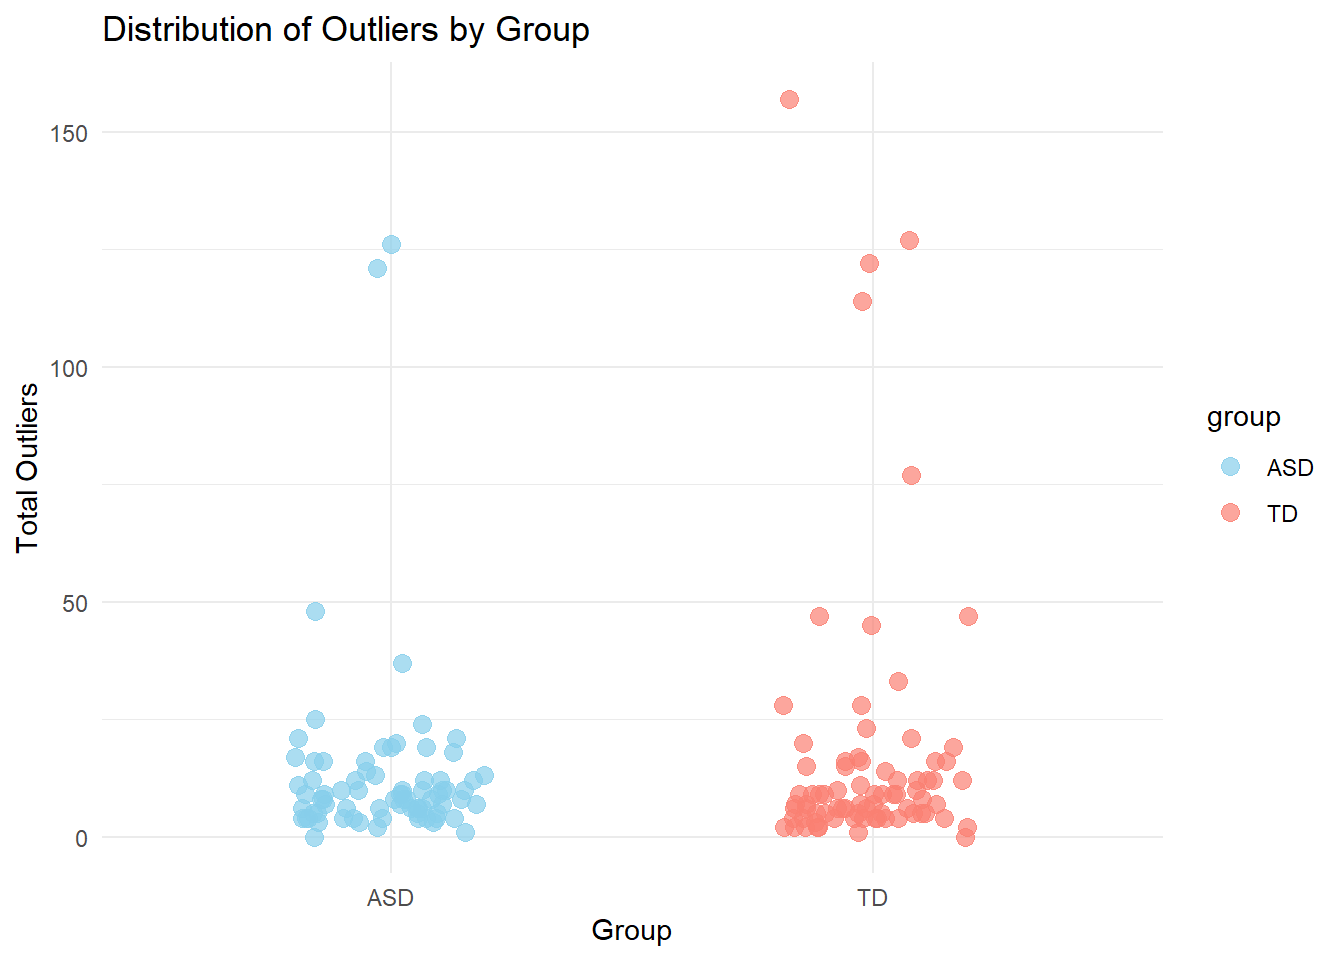 Distribution of Outliers by Group
Total Outliers
150
100
50
0
ASD
TD
Group
group
ASD
TD